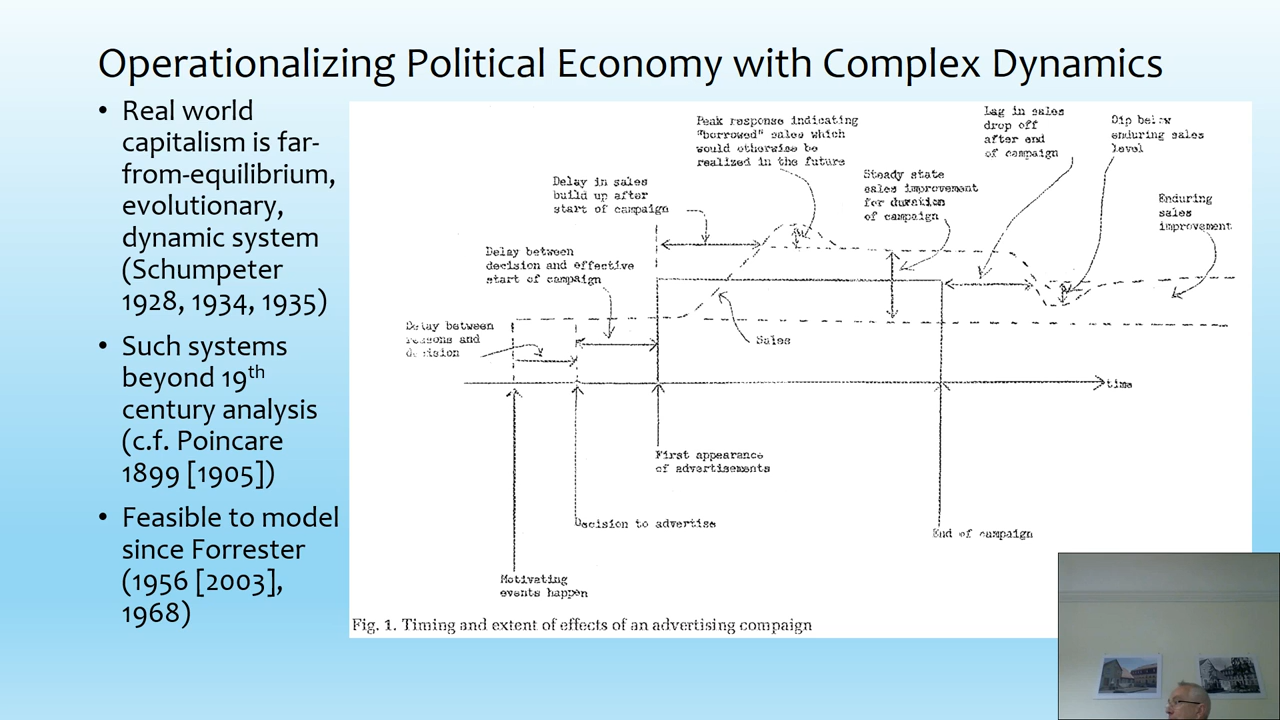 Operationalizing Political Economy with Complex Dynamics
• Real world
capitalism is far-
from-equilibrium,
evolutionary,
dynamic system
(Schumpeter
1928, 1934, 1935)
• Such systems
beyond 19th
century analysis
(c.f. Poincare
1899 [1905])
• Feasible to model
since Forrester
(1956 [2003],
1968)
Peak response indicating
"borrowed" sales which
would otherwise be
realized in the future
Lag in sales
drop off
after end
of campaign
Dip below
enduring sales
level
Delay in sales
build up after
start of campaign
Steady state
sales improvement
for duration
of campaign
Enduring
sales
improvement
Delay between
decision and effective
start of campaign
Delay between
reasons and
decision
Sales
time
First appearance
of advertisements
Decision to advertise
End of campaign
Motivating
events happen
Fig. 1. Timing and extent of effects of an advertising compaign